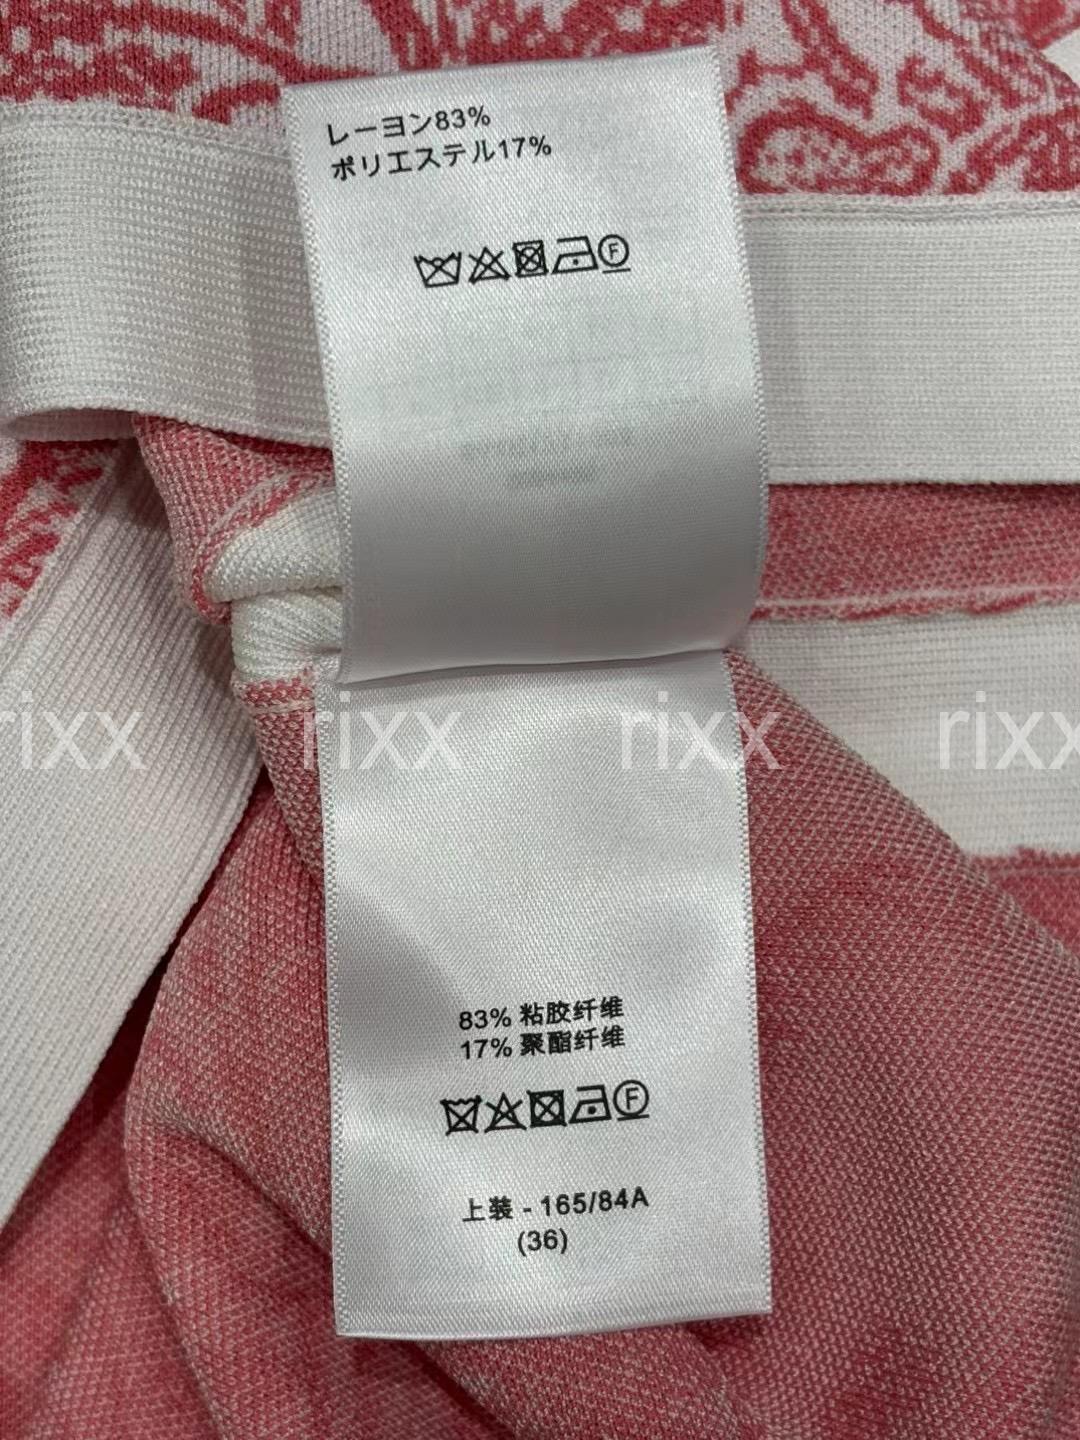 レーヨン83%
ポリエステル17%
F
rixx rixx rixx rixx
83% 粘胶纤维
17% 聚酯纤维
F
上装 - 165/84A
(36)